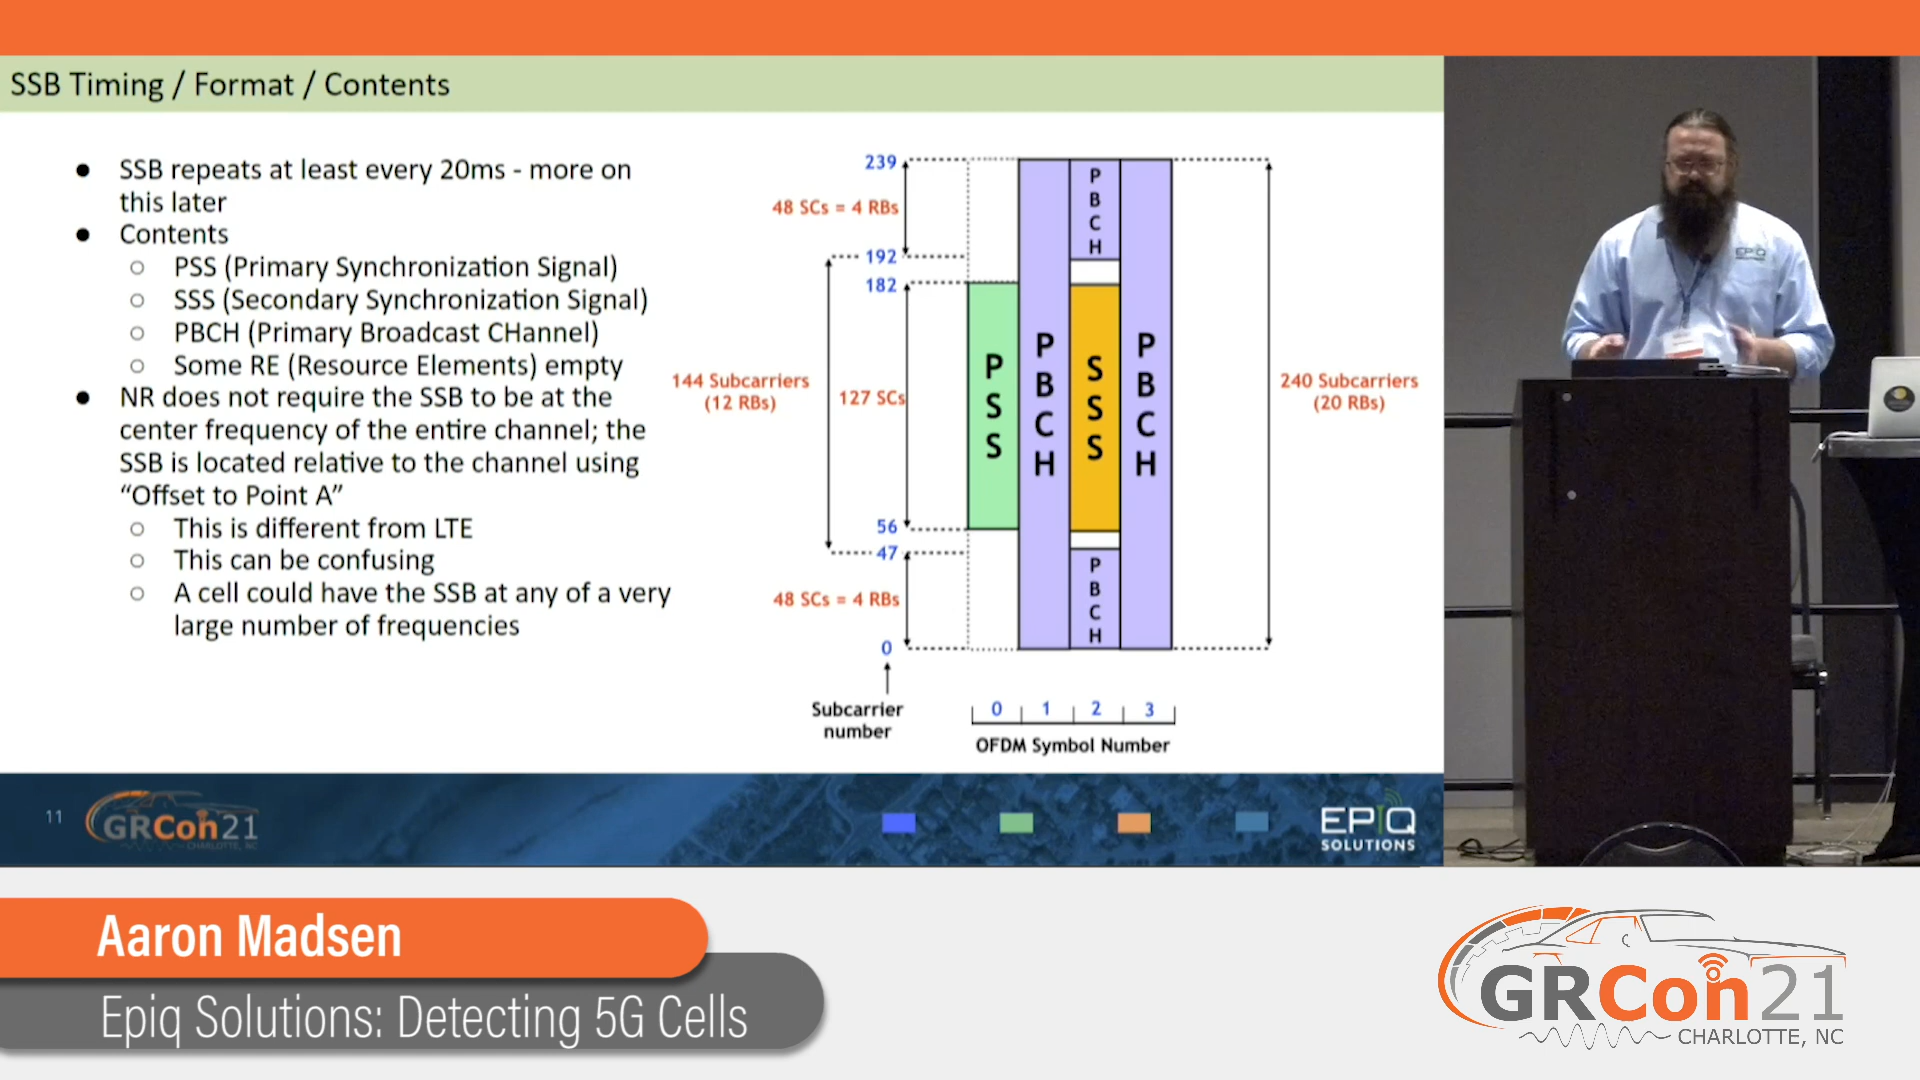 SSB Timing / Format / Contents
● SSB repeats at least every 20ms - more on
this later
● Contents
○ PSS (Primary Synchronization Signal)
○ SSS (Secondary Synchronization Signal)
○ PBCH (Primary Broadcast CHannel)
○ Some RE (Resource Elements) empty
● NR does not require the SSB to be at the
center frequency of the entire channel; the
SSB is located relative to the channel using
“Offset to Point A”
○ This is different from LTE
○ This can be confusing
○ A cell could have the SSB at any of a very
large number of frequencies
239
48 SCs = 4 RBs
192
182
144 Subcarriers
(12 RBs)
127 SCs
56
47
48 SCs = 4 RBs
0
Subcarrier
number
PSS
PBCH
PBCH
SSS
PBCH
PBCH
240 Subcarriers
(20 RBs)
0 1 2 3
OFDM Symbol Number
EPIQ
11
GRCon21
CHARLOTTE, NC
EPIQ
SOLUTIONS
Aaron Madsen
Epiq Solutions: Detecting 5G Cells
GRCon21
CHARLOTTE, NC